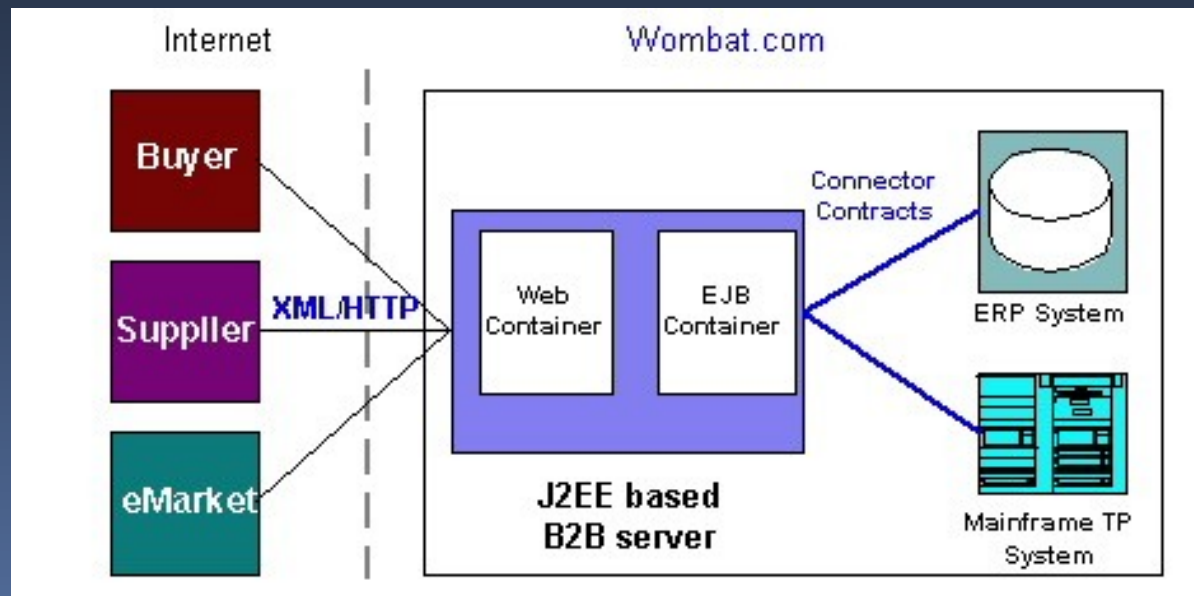 Internet
Wombat.com
Buyer
Supplier
eMarket
XML/HTTP
Web
Container
EJB
Container
J2EE based
B2B server
Connector
Contracts
ERP System
Mainframe TP
System